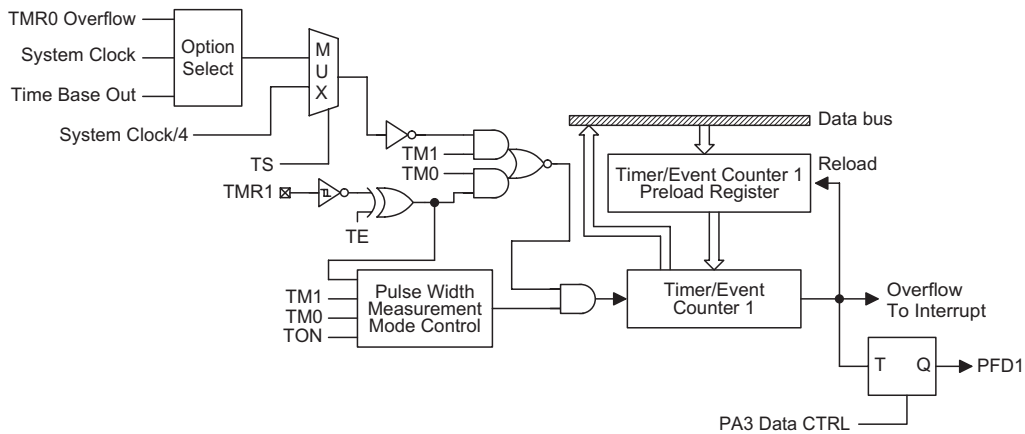 TMR0 Overflow
System Clock
Time Base Out
Option
Select
M
U
X
System Clock/4
TS
TM1
TM0
TMR1
TE
Data bus
Timer/Event Counter 1
Preload Register
Reload
TM1
TM0
TON
Pulse Width
Measurement
Mode Control
Timer/Event
Counter 1
Overflow
To Interrupt
T Q
PFD1
PA3 Data CTRL